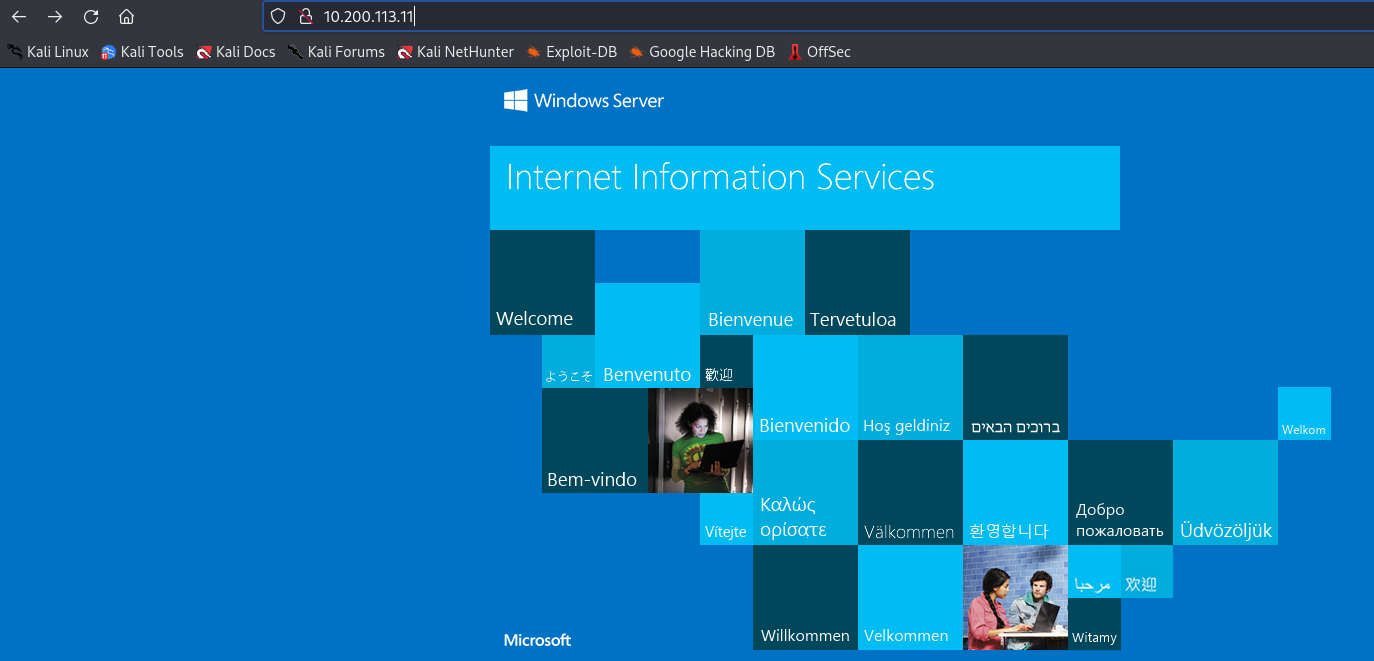 10.200.113.11
Kali Linux Kali Tools Kali Docs Kali Forums Kali NetHunter Exploit-DB Google Hacking DB OffSec
Windows Server
Internet Information Services
Welcome
Bienvenue
Tervetuloa
ようこそ
Benvenuto
歡迎
Bienvenido
Hoş geldiniz
ברוכים הבאים
Welkom
Bem-vindo
Vítejte
Καλώς
ορίσατε
Välkommen
환영합니다
Добро
пожаловать
Üdvözöljük
Willkommen
Velkommen
مرحبا
欢迎
Witamy
Microsoft